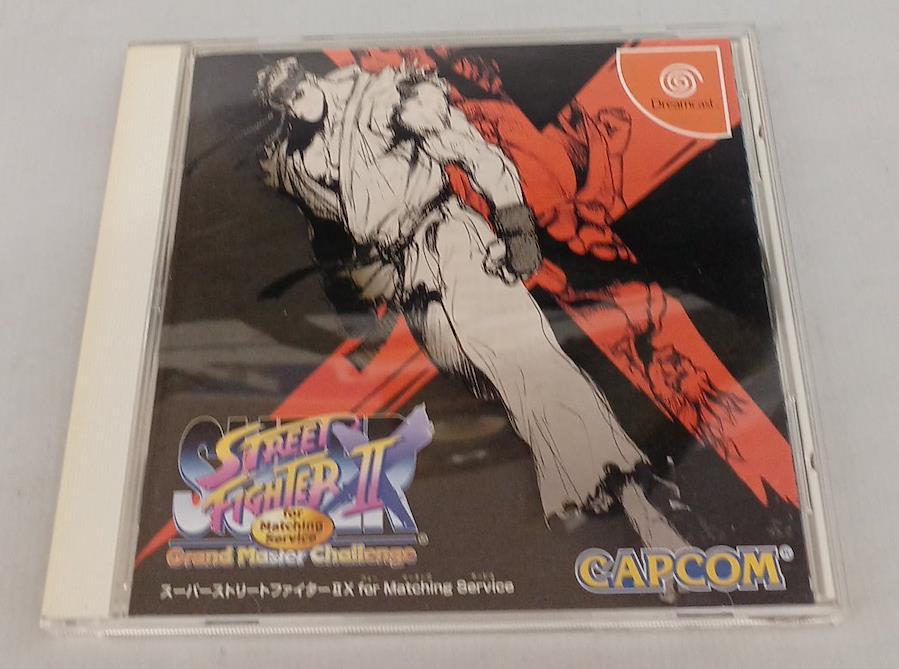 Dreamcast
SUPER
STREET
FIGHTER II X
for
Matching
Service
Grand Master Challenge
スーパーストリートファイターⅡX for Matching Service
CAPCOM®